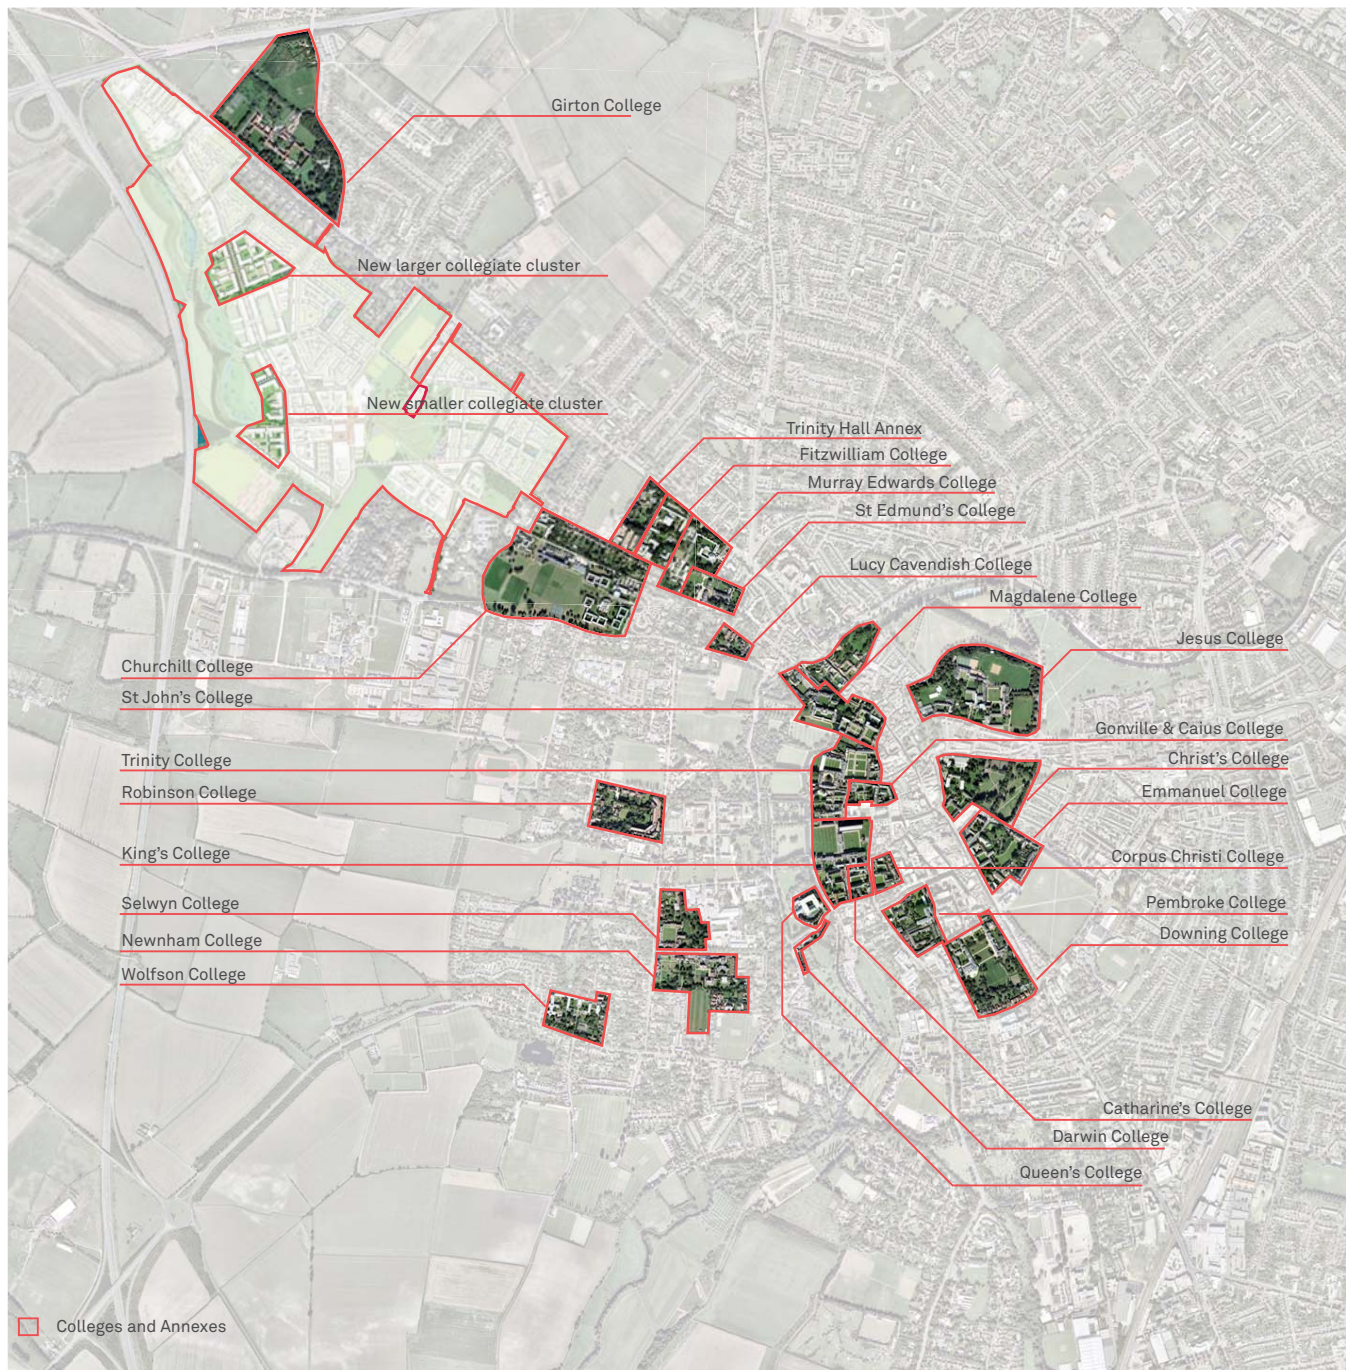 Girton College
New larger collegiate cluster
New smaller collegiate cluster
Trinity Hall Annex
Fitzwilliam College
Murray Edwards College
St Edmund's College
Lucy Cavendish College
Magdalene College
Jesus College
Churchill College
St John's College
Gonville & Caius College
Trinity College
Christ's College
Robinson College
Emmanuel College
King's College
Corpus Christi College
Selwyn College
Pembroke College
Newnham College
Downing College
Wolfson College
Catharine's College
Darwin College
Queen's College
Colleges and Annexes